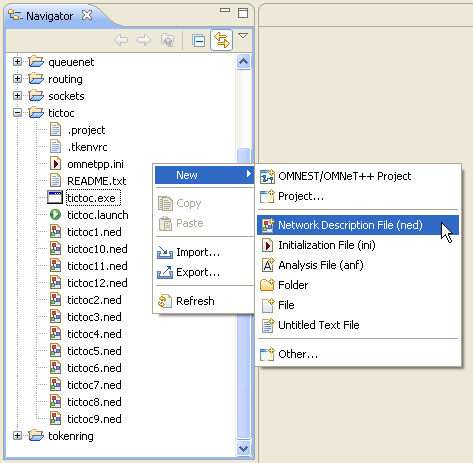 Navigator
queuenet
routing
sockets
tictoc
.project
.tkenvrc
omnetpp.ini
README.txt
tictoc.exe
tictoc.launch
tictoc1.ned
tictoc10.ned
tictoc11.ned
tictoc12.ned
tictoc2.ned
tictoc3.ned
tictoc4.ned
tictoc5.ned
tictoc6.ned
tictoc7.ned
tictoc8.ned
tictoc9.ned
tokenring
New
Copy
Paste
Import...
Export...
Refresh
OMNEST/OMNeT++ Project
Project...
Network Description File (ned)
Initialization File (ini)
Analysis File (anf)
Folder
File
Untitled Text File
Other...